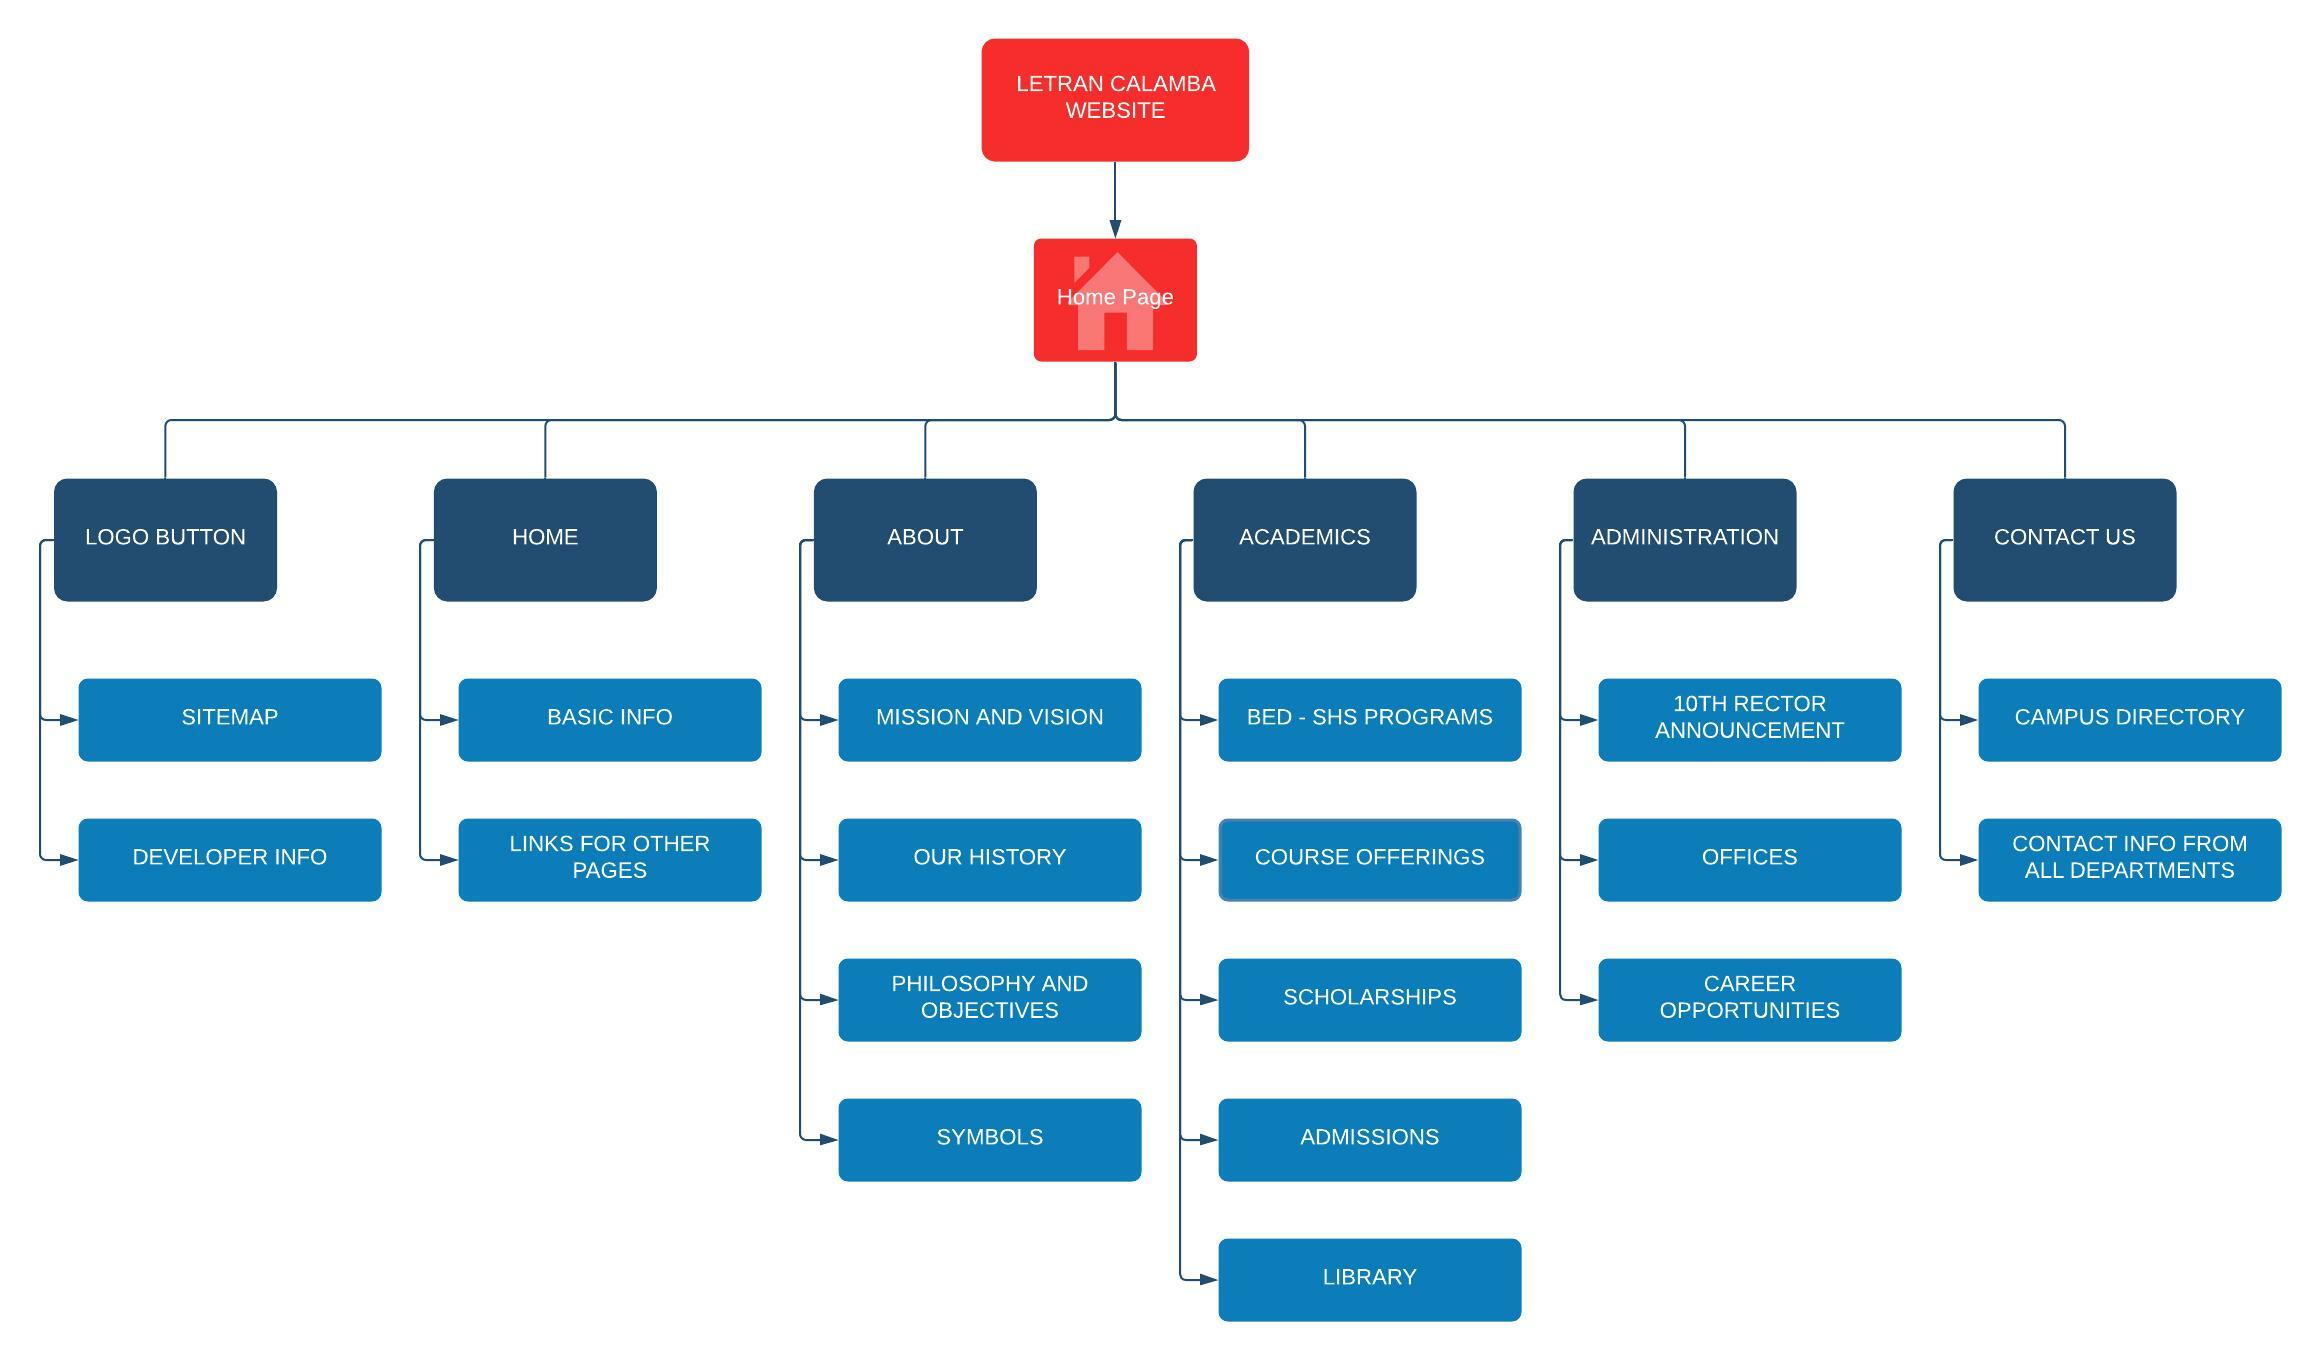 LETRAN CALAMBA
WEBSITE
Home Page
LOGO BUTTON
SITEMAP
DEVELOPER INFO
HOME
BASIC INFO
LINKS FOR OTHER
PAGES
ABOUT
MISSION AND VISION
OUR HISTORY
PHILOSOPHY AND
OBJECTIVES
SYMBOLS
ACADEMICS
BED - SHS PROGRAMS
COURSE OFFERINGS
SCHOLARSHIPS
ADMISSIONS
LIBRARY
ADMINISTRATION
10TH RECTOR
ANNOUNCEMENT
OFFICES
CAREER
OPPORTUNITIES
CONTACT US
CAMPUS DIRECTORY
CONTACT INFO FROM
ALL DEPARTMENTS